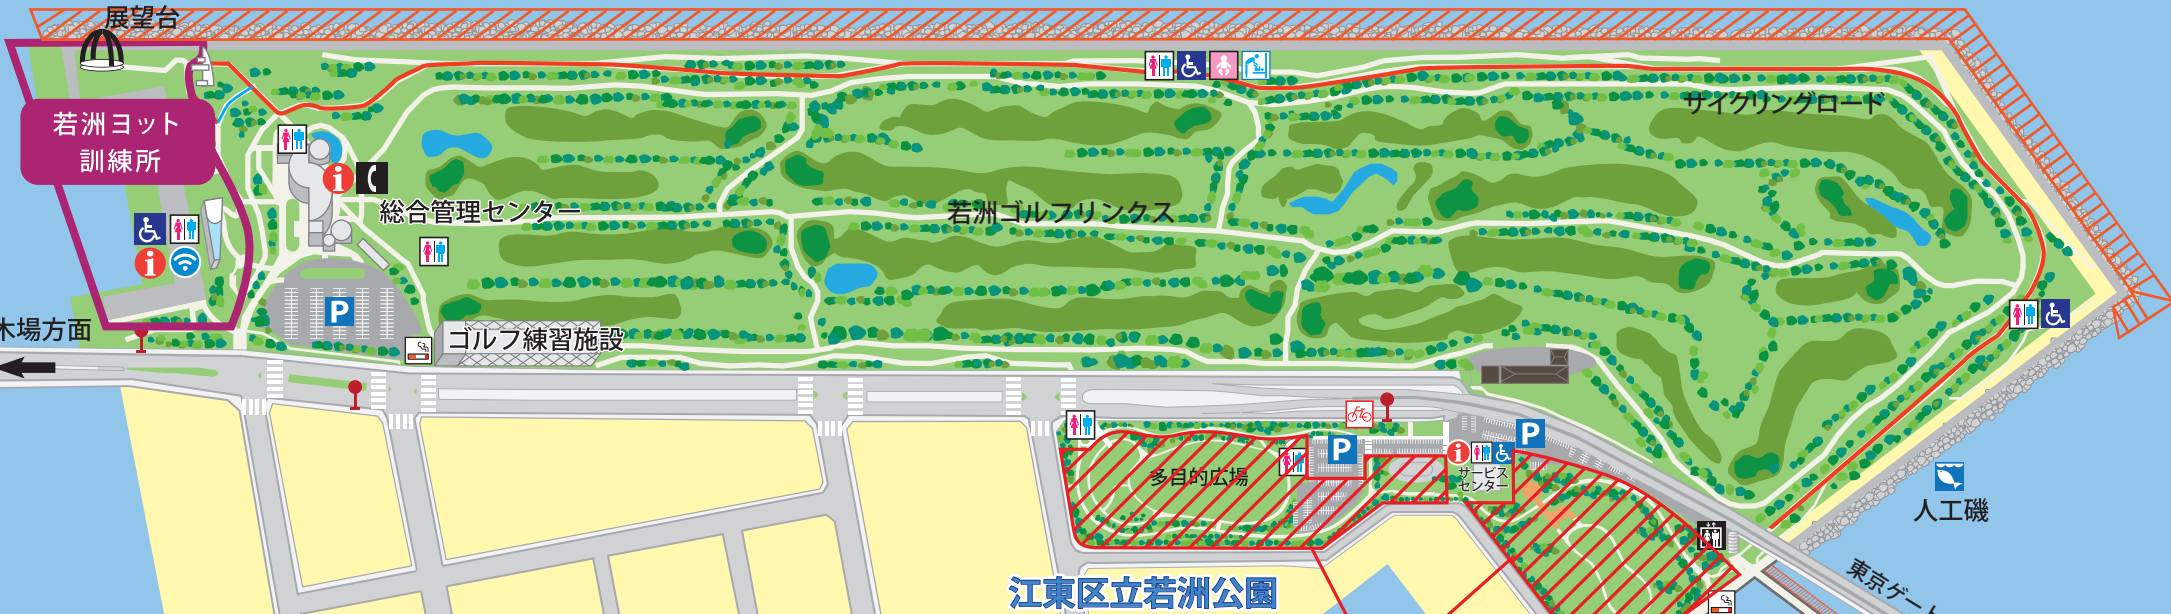 展望台
若洲ヨット
訓練所
サイクリングロード
総合管理センター
若洲ゴルフリンクス
木場方面
P
ゴルフ練習施設
P
P
サービス
センター
多目的広場
人工磯
東京ゲート
江東区立若洲公園